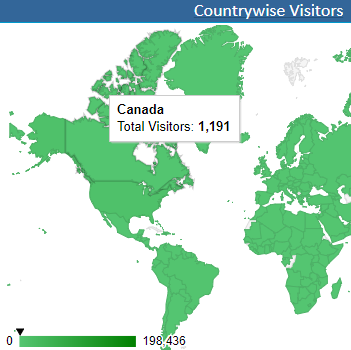 Countrywise Visitors
Canada
Total Visitors: 1,191
0 198,436